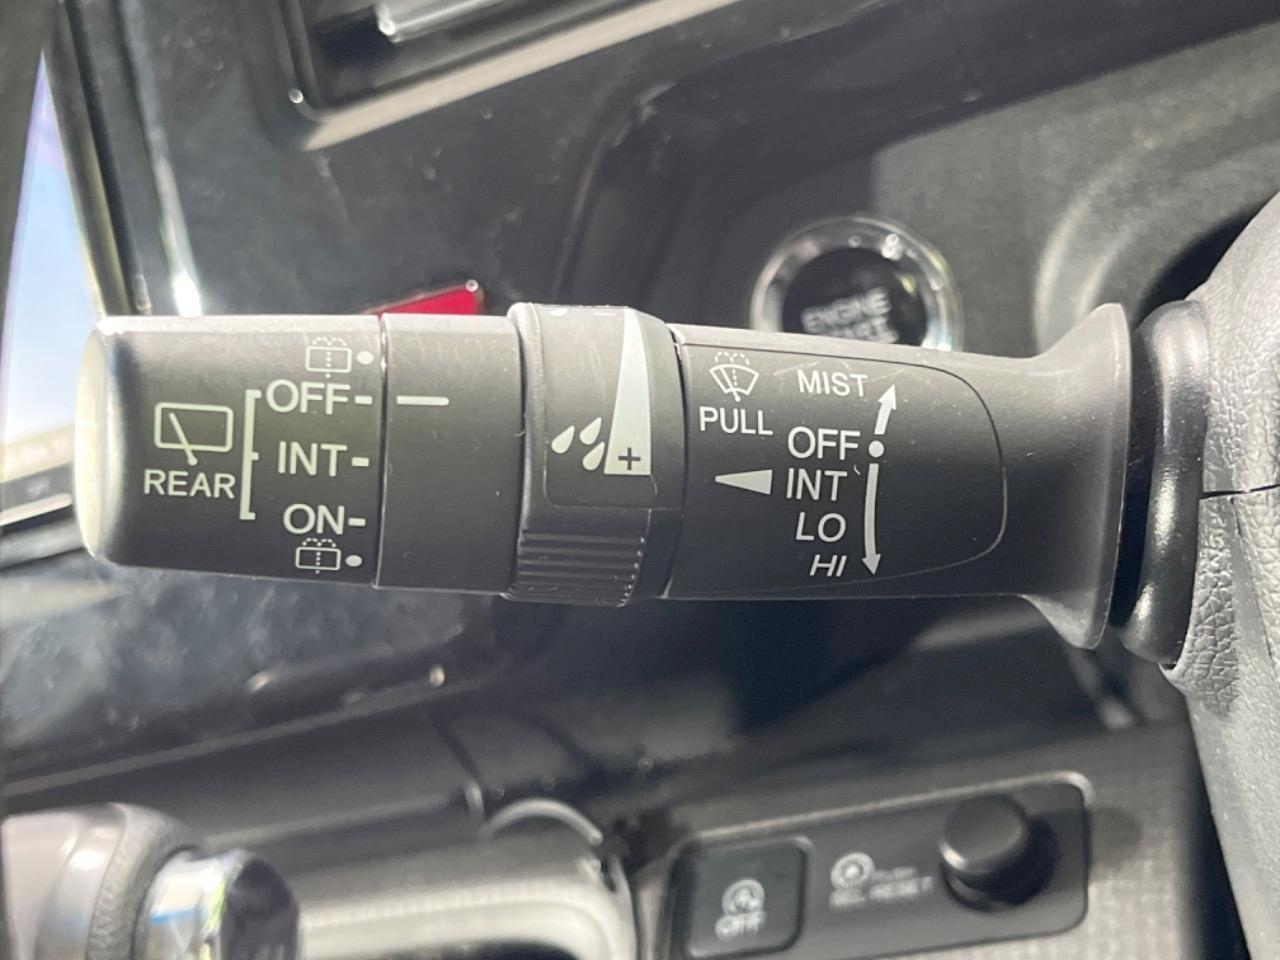 ENGINE
OFF
INT
ON
REAR
+
PULL
MIST
OFF
INT
LO
HI
OFF